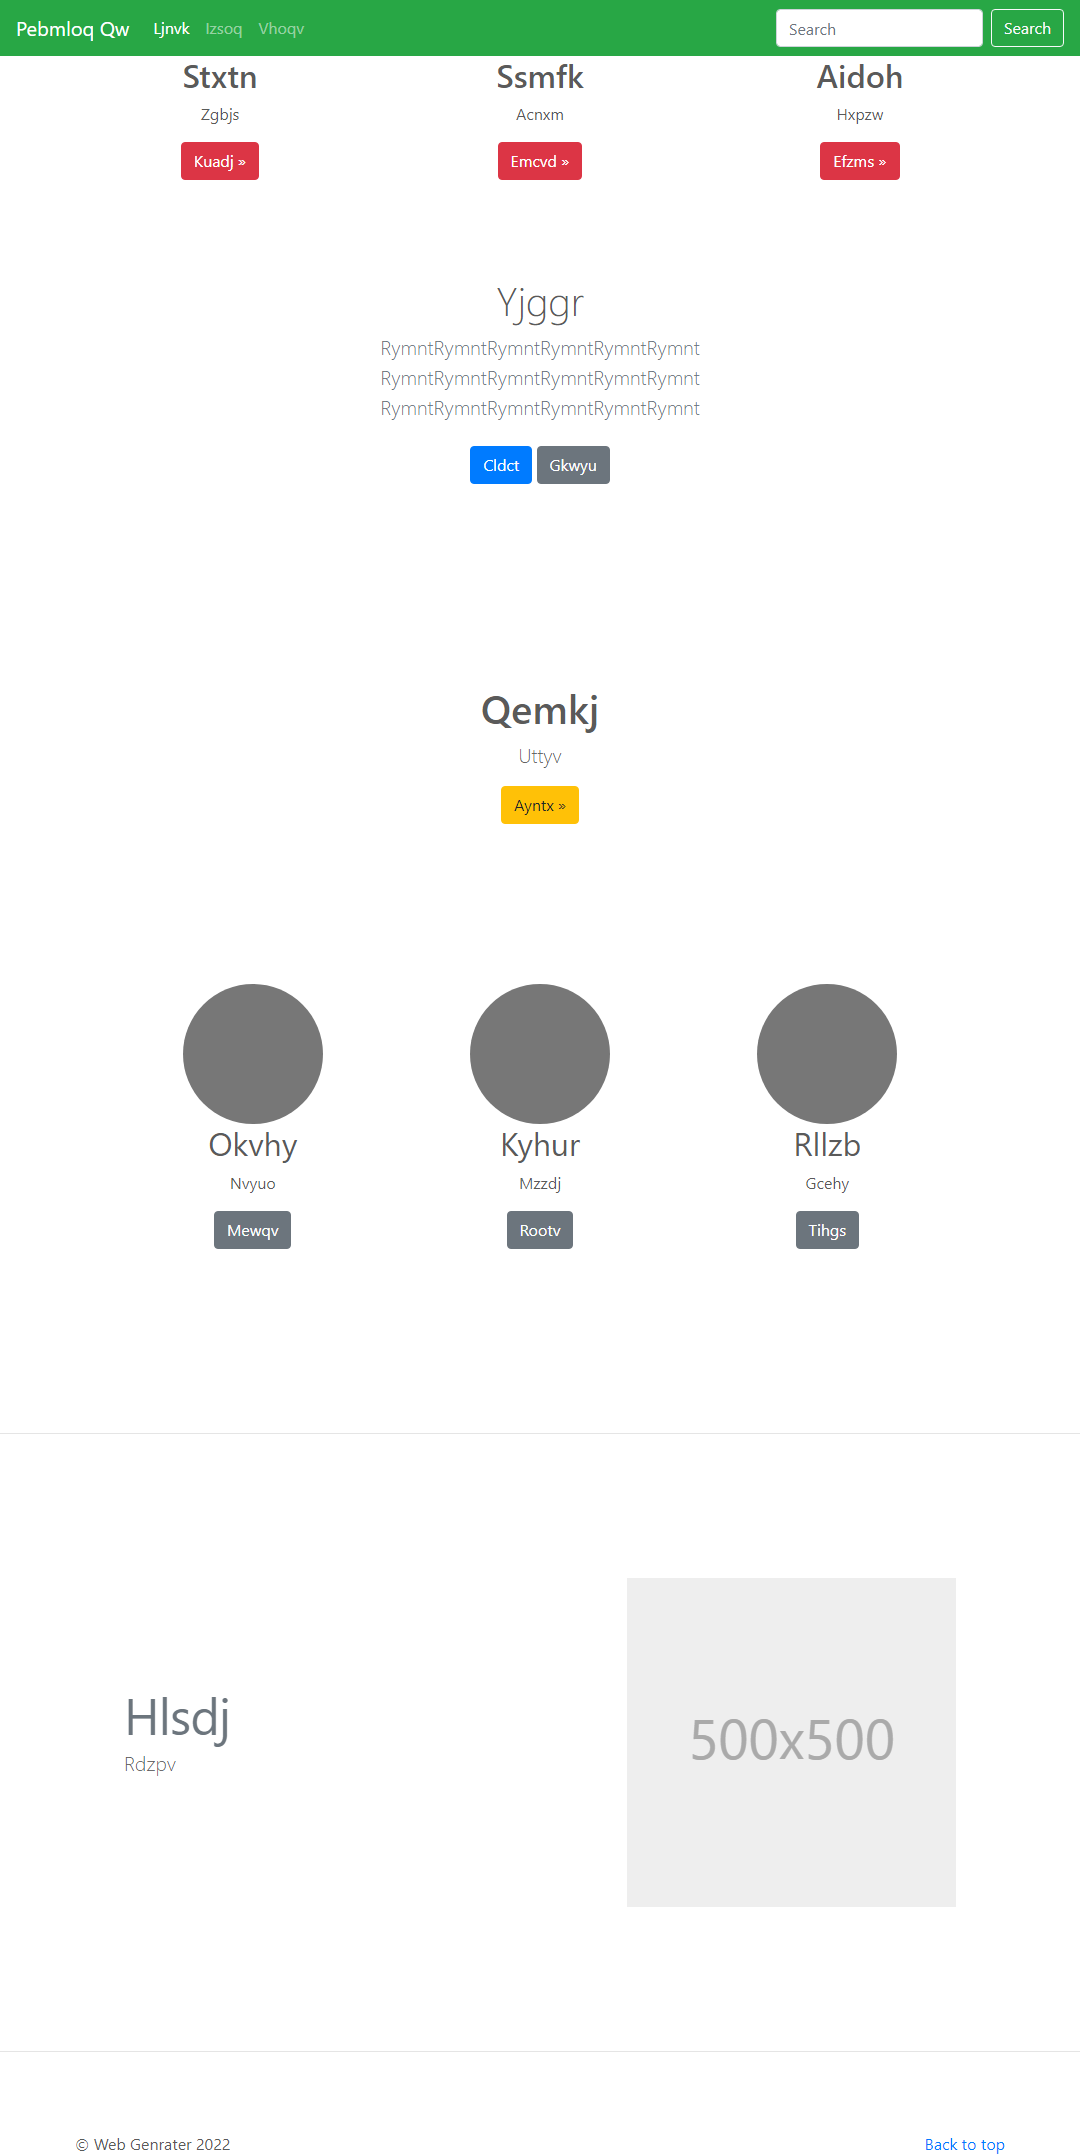 Pebmloq Qw Ljnvk Izsoq Vhoqv Search Search
Stxtn Ssmfk Aidoh
Zgbjs Acnxm Hxpzw
Kuadj » Emcvd » Efzms »
Yjggr
RymntRymntRymntRymntRymntRymnt
RymntRymntRymntRymntRymntRymnt
RymntRymntRymntRymntRymntRymnt
Cldct Gkwyu
Qemkj
Uttyv
Ayntx »
Okvhy Kyhur Rllzb
Nvyuo Mzzdj Gcehy
Mewqv Rootv Tihgs
Hlsdj
Rdzpv
500x500
© Web Genrater 2022 Back to top